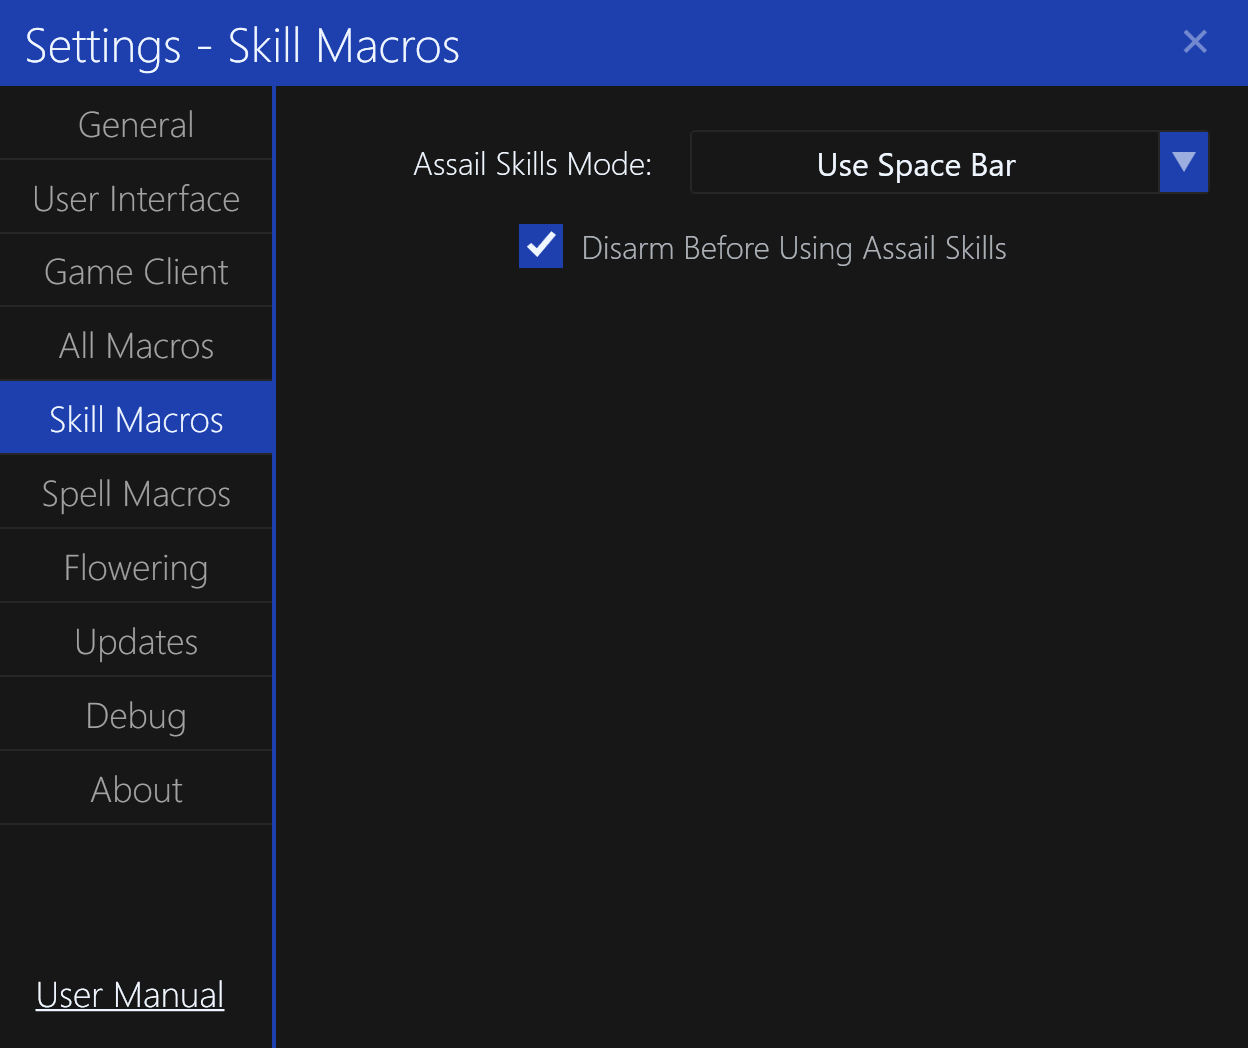 Settings - Skill Macros
General
User Interface
Game Client
All Macros
Skill Macros
Spell Macros
Flowering
Updates
Debug
About
User Manual
Assail Skills Mode: Use Space Bar
Disarm Before Using Assail Skills